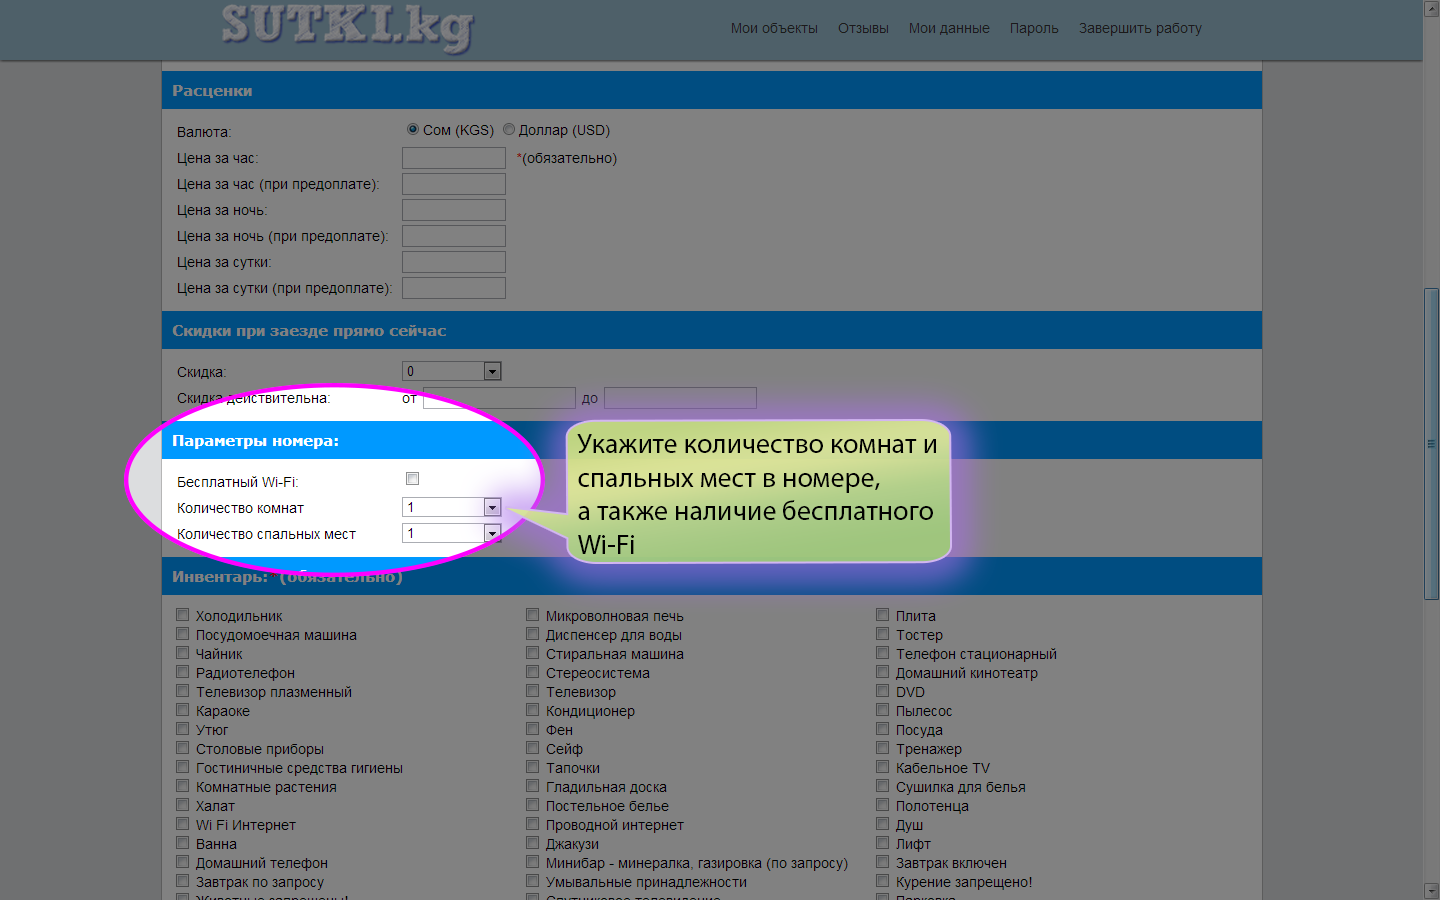 SUTKI.kg
Мои объекты Отзывы Мои данные Пароль Завершить работу
Расценки
Валюта: Сом (KGS) Доллар (USD)
Цена за час: *(обязательно)
Цена за час (при предоплате):
Цена за ночь:
Цена за ночь (при предоплате):
Цена за сутки:
Цена за сутки (при предоплате):
Скидки при заезде прямо сейчас
Скидка: 0
Скидка действительна: от до
Параметры номера:
Бесплатный Wi-Fi:
Количество комнат 1
Количество спальных мест 1
Укажите количество комнат и
спальных мест в номере,
а также наличие бесплатного
Wi-Fi
Инвентарь: *(обязательно)
Холодильник Микроволновая печь Плита
Посудомоечная машина Диспенсер для воды Тостер
Чайник Стиральная машина Телефон стационарный
Радиотелефон Стереосистема Домашний кинотеатр
Телевизор плазменный Телевизор DVD
Караоке Кондиционер Пылесос
Утюг Фен Посуда
Столовые приборы Сейф Тренажер
Гостиничные средства гигиены Тапочки Кабельное TV
Комнатные растения Гладильная доска Сушилка для белья
Халат Постельное белье Полотенца
Wi Fi Интернет Проводной интернет Душ
Ванна Джакузи Лифт
Домашний телефон Минибар - минералка, газировка (по запросу) Завтрак включен
Завтрак по запросу Умывальные принадлежности Курение запрещено!
Животные запрещены! Спутниковое телевидение Парковка